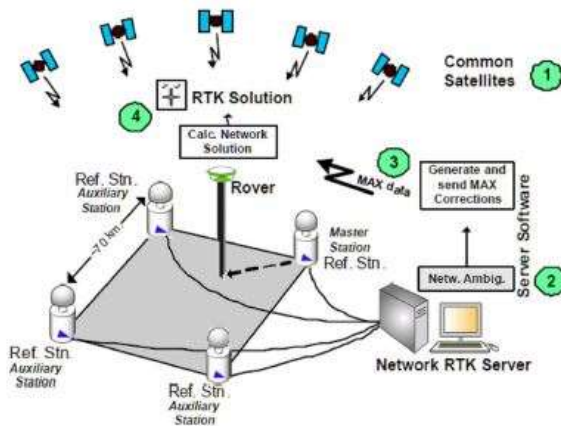 Common
Satellites
1
4
RTK Solution
Calc. Network
Solution
3
MAX data
Generate and
send MAX
Corrections
Server Software
Ref. Stn.
Auxiliary
Station
Rover
~70 km
Master
Station
Ref. Stn.
Netw. Ambig.
2
Ref. Stn.
Auxiliary
Station
Ref. Stn.
Auxiliary
Station
Network RTK Server